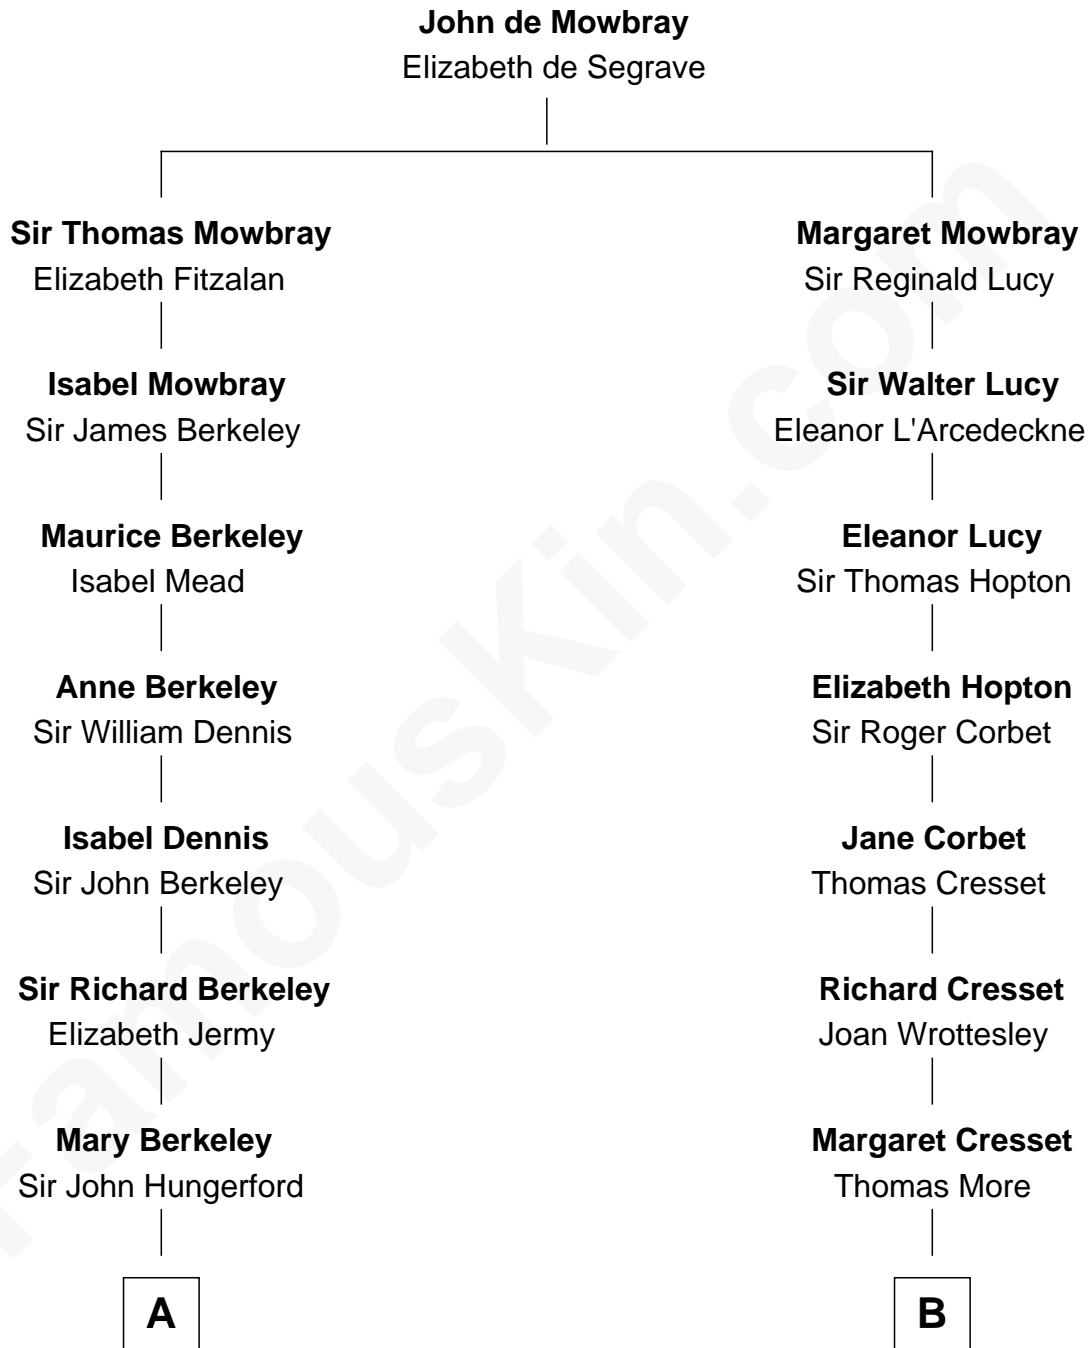 John de Mowbray
Elizabeth de Segrave
Sir Thomas Mowbray
Elizabeth Fitzalan
Margaret Mowbray
Sir Reginald Lucy
Isabel Mowbray
Sir James Berkeley
Sir Walter Lucy
Eleanor L'Arcedeckne
Maurice Berkeley
Isabel Mead
Eleanor Lucy
Sir Thomas Hopton
Anne Berkeley
Sir William Dennis
Elizabeth Hopton
Sir Roger Corbet
Isabel Dennis
Sir John Berkeley
Jane Corbet
Thomas Cresset
Sir Richard Berkeley
Elizabeth Jermy
Richard Cresset
Joan Wrottesley
Mary Berkeley
Sir John Hungerford
Margaret Cresset
Thomas More
A
B
FamousKin.com